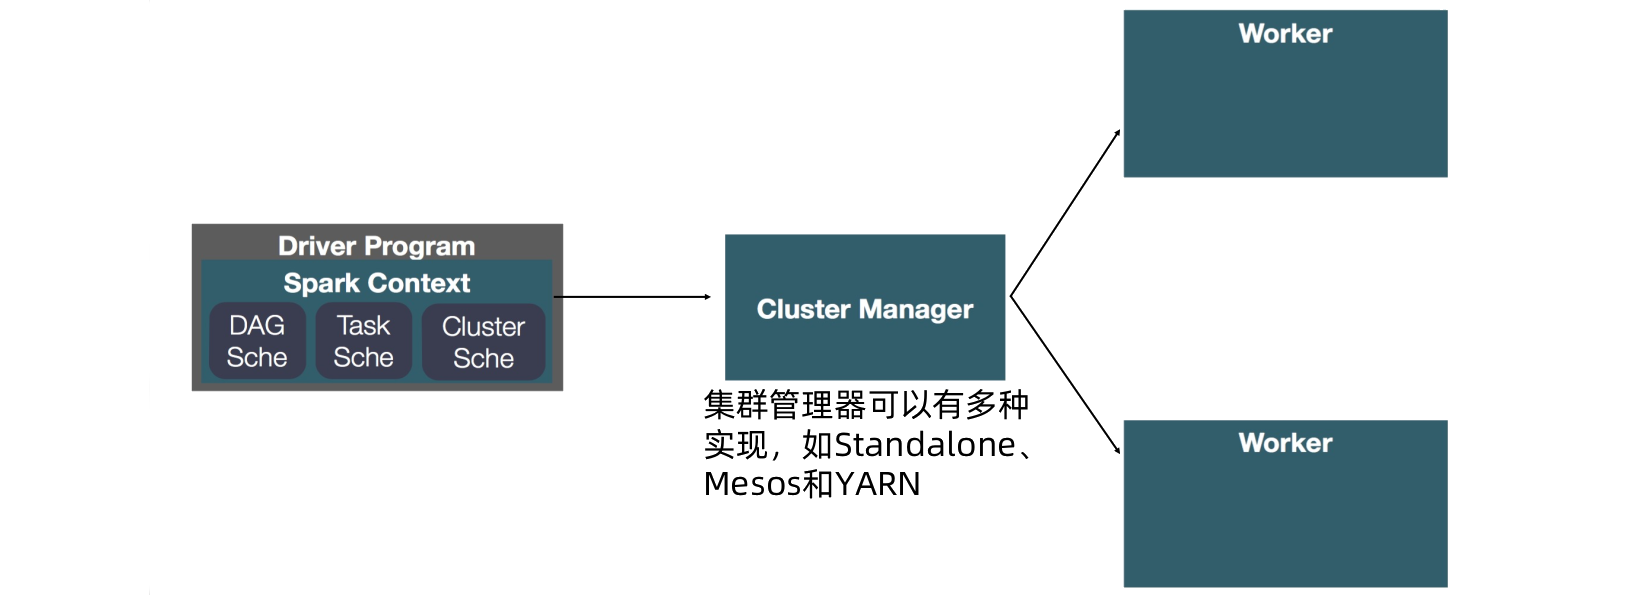 Worker
Driver Program
Spark Context
DAG
Sche
Task
Sche
Cluster
Sche
Cluster Manager
集群管理器可以有多种
实现，如Standalone、
Mesos和YARN
Worker